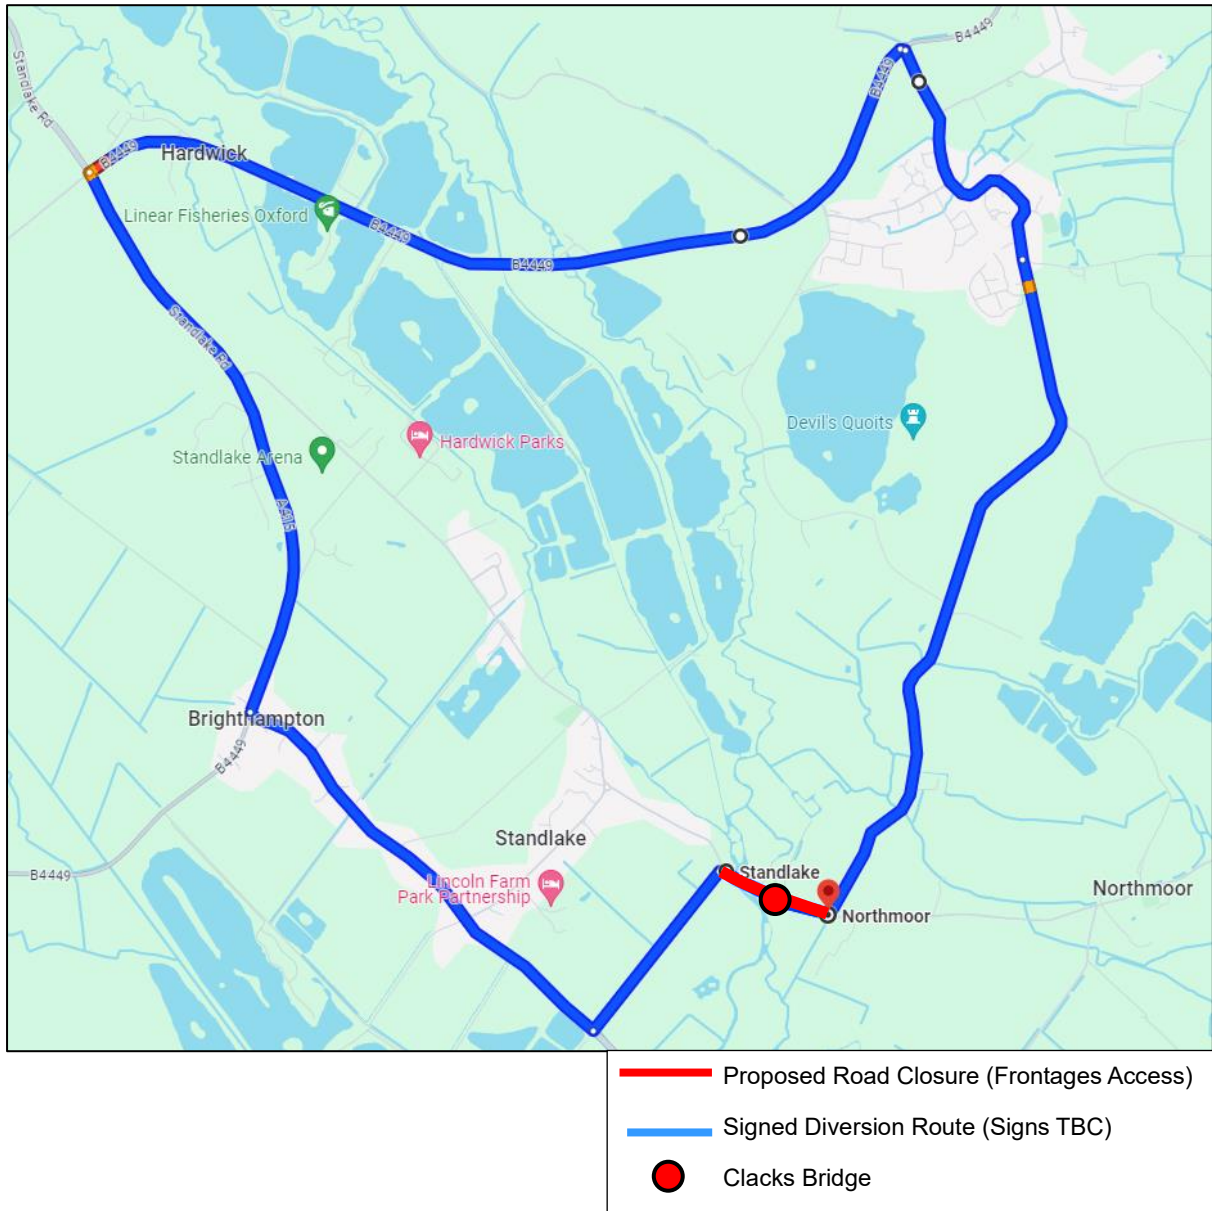 B4449
Standlake Rd
B4449
B4449
Hardwick
Linear Fisheries Oxford
B4449
B4449
Standlake Rd
Devil's Quoits
Hardwick Parks
Standlake Arena
A415
Brighthampton
B4449
Standlake
B4449
Lincoln Farm
Park Partnership
Standlake
Northmoor
Northmoor
Proposed Road Closure (Frontages Access)
Signed Diversion Route (Signs TBC)
Clacks Bridge